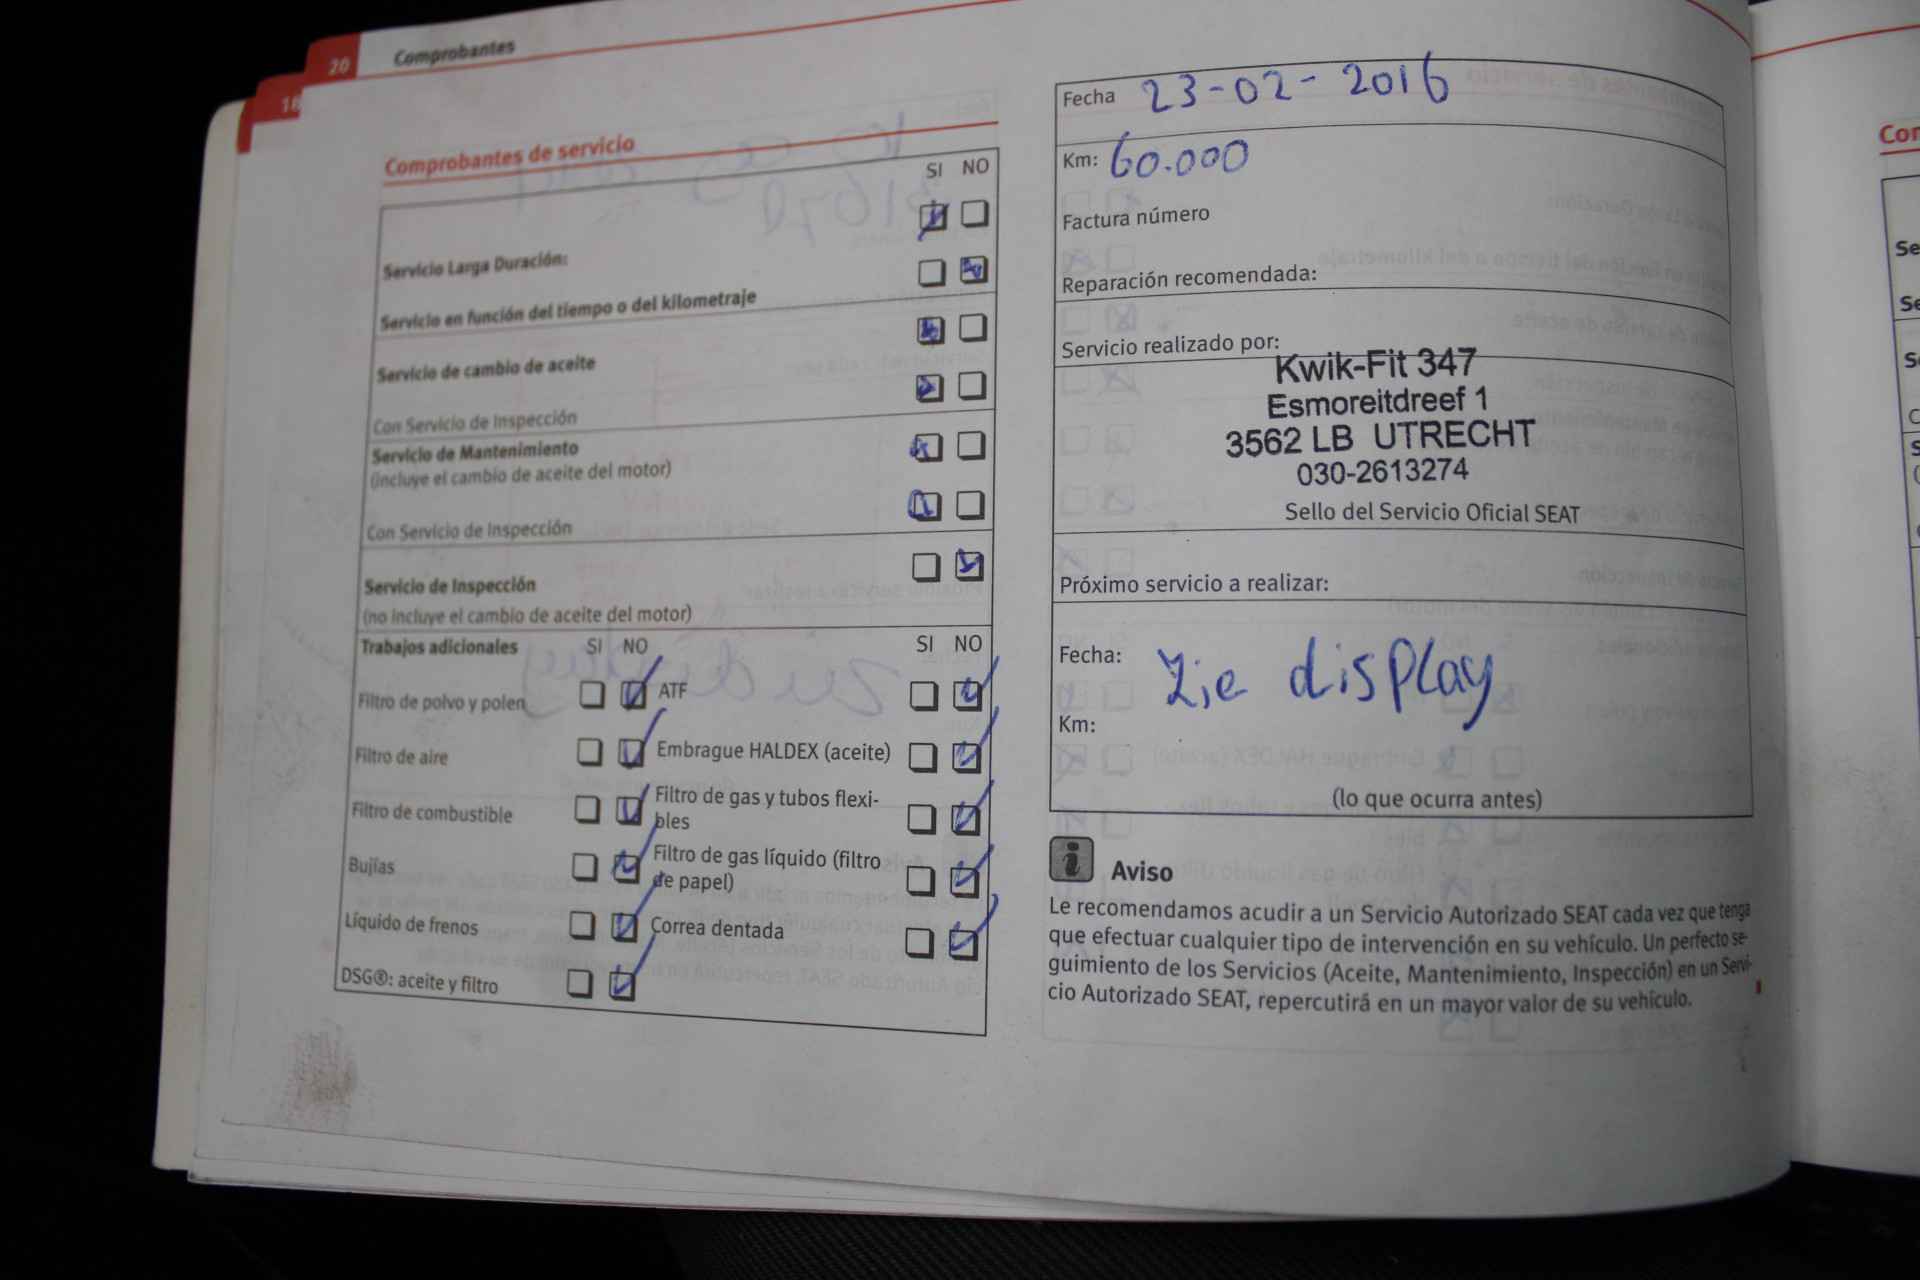 20 Comprobantes
18
Comprobantes de servicio
SI NO
Servicio Larga Duración:
Servicio en función del tiempo o del kilometraje
Servicio de cambio de aceite
Con Servicio de Inspección
Servicio de Mantenimiento
(incluye el cambio de aceite del motor)
Con Servicio de Inspección
Servicio de Inspección
(no incluye el cambio de aceite del motor)
Trabajos adicionales SI NO SI NO
Filtro de polvo y polen ATF
Filtro de aire Embrague HALDEX (aceite)
Filtro de combustible Filtro de gas y tubos flexi-
bles
Bujías Filtro de gas líquido (filtro
de papel)
Líquido de frenos Correa dentada
DSG®: aceite y filtro
Fecha 23-02-2016
Km: 60.000
Factura número
Reparación recomendada:
Servicio realizado por:
Kwik-Fit 347
Esmoreitdreef 1
3562 LB UTRECHT
030-2613274
Sello del Servicio Oficial SEAT
Próximo servicio a realizar:
Fecha: Zie display
Km:
(lo que ocurra antes)
i Aviso
Le recomendamos acudir a un Servicio Autorizado SEAT cada vez que tenga
que efectuar cualquier tipo de intervención en su vehículo. Un perfecto se-
guimiento de los Servicios (Aceite, Mantenimiento, Inspección) en un Servi-
cio Autorizado SEAT, repercutirá en un mayor valor de su vehículo.